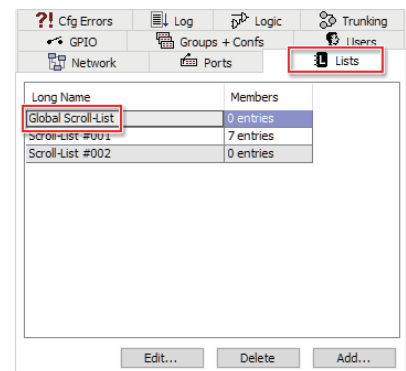 ?! Cfg Errors Log Logic Trunking
GPIO Groups + Confs Users
Network Ports Lists
Long Name Members
Global Scroll-List 0 entries
Scroll-List #001 7 entries
Scroll-List #002 0 entries
Edit... Delete Add...